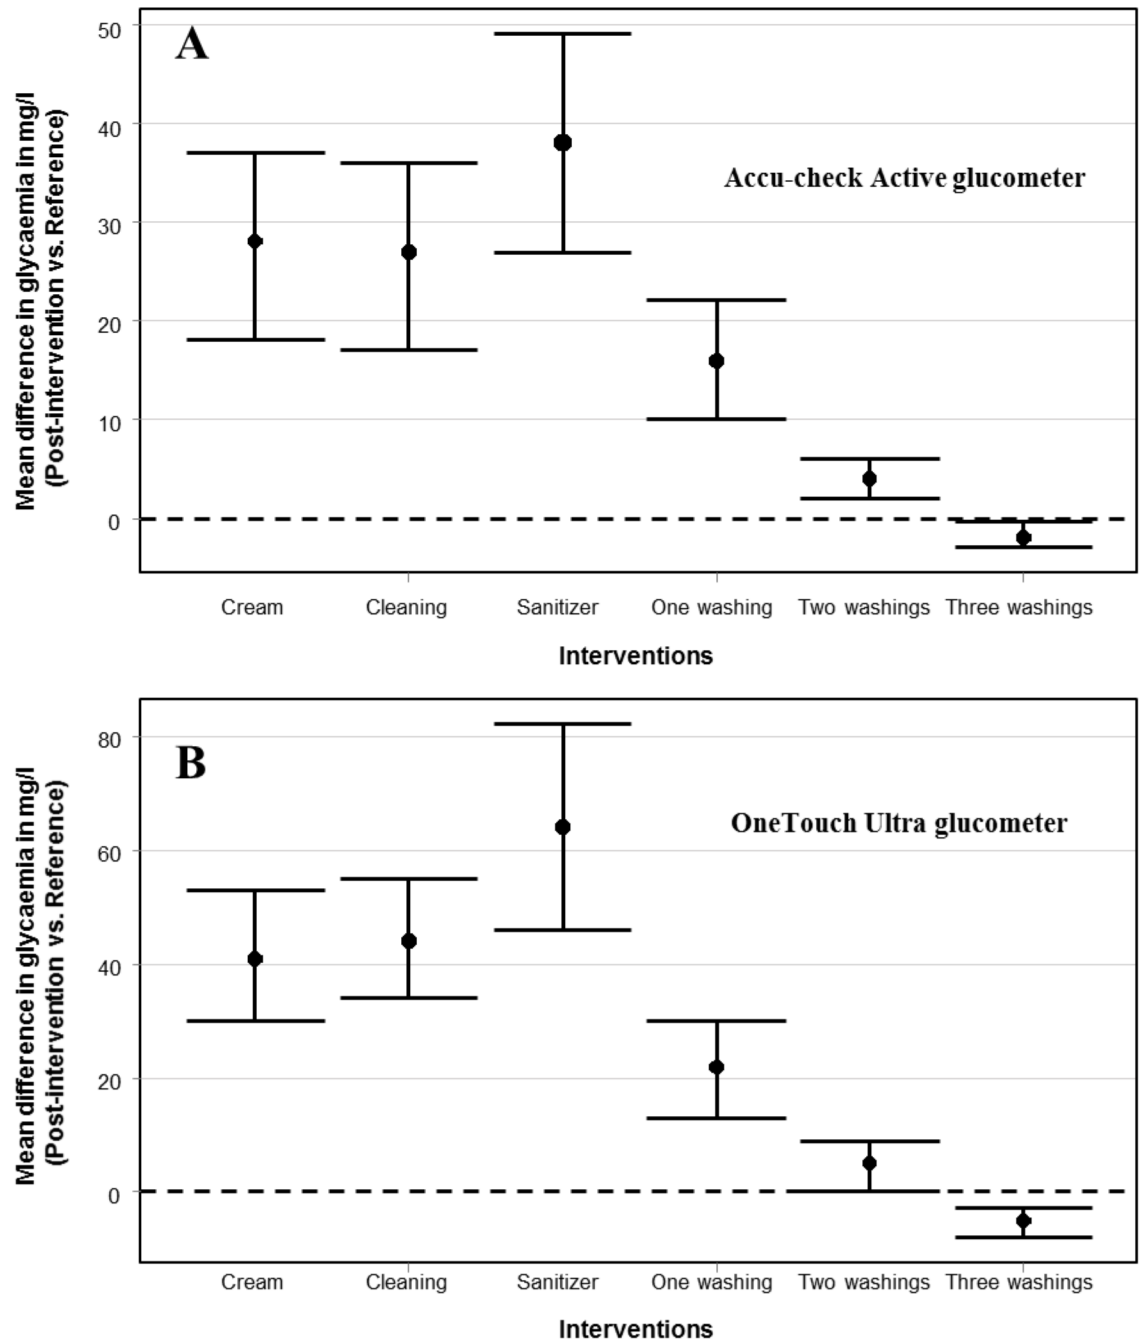 A
Accu-check Active glucometer
Mean difference in glycaemia in mg/l
(Post-intervention vs. Reference)
50
40
30
20
10
0
Cream Cleaning Sanitizer One washing Two washings Three washings
Interventions
B
OneTouch Ultra glucometer
Mean difference in glycaemia in mg/l
(Post-intervention vs. Reference)
80
60
40
20
0
Cream Cleaning Sanitizer One washing Two washings Three washings
Interventions